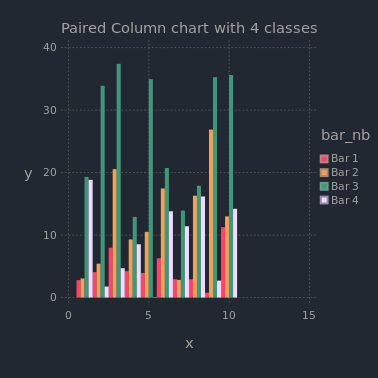 Paired Column chart with 4 classes
40
30
20
10
0
y
0 5 10 15
x
bar_nb
Bar 1
Bar 2
Bar 3
Bar 4